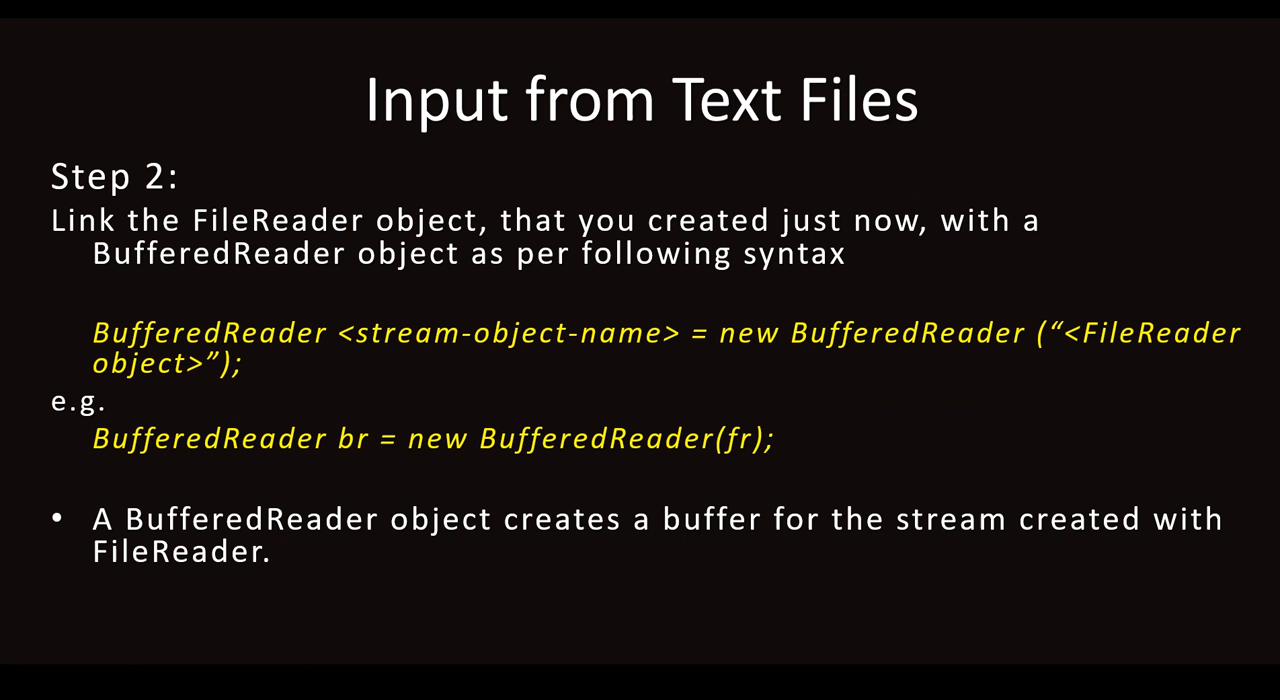 Input from Text Files
Step 2:
Link the FileReader object, that you created just now, with a
BufferedReader object as per following syntax
BufferedReader <stream-object-name> = new BufferedReader (“<FileReader
object>”);
e.g.
BufferedReader br = new BufferedReader(fr);
• A BufferedReader object creates a buffer for the stream created with
FileReader.